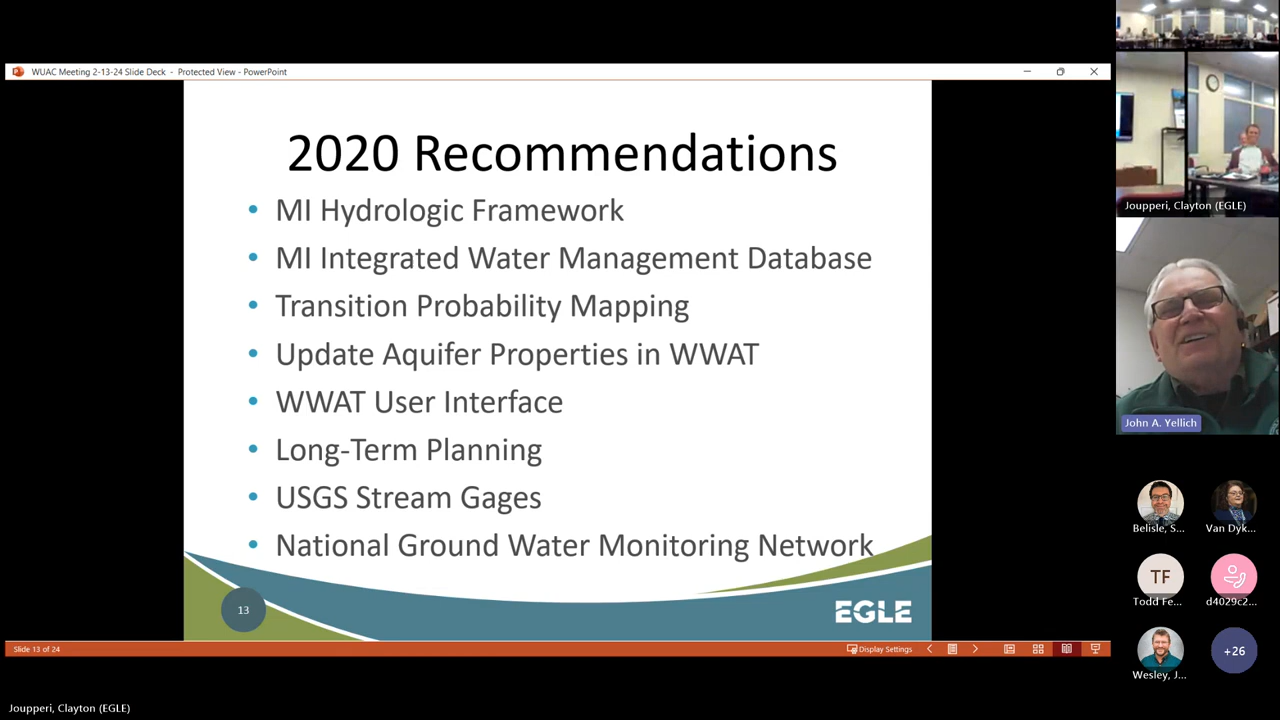 WUAC Meeting 2-13-24 Slide Deck - Protected View - PowerPoint
2020 Recommendations
• MI Hydrologic Framework
• MI Integrated Water Management Database
• Transition Probability Mapping
• Update Aquifer Properties in WWAT
• WWAT User Interface
• Long-Term Planning
• USGS Stream Gages
• National Ground Water Monitoring Network
13
EGLE
Slide 13 of 24
Display Settings
Joupperi, Clayton (EGLE)
Joupperi, Clayton (EGLE)
John A. Yellich
Belisle, S...
Van Dyk...
TF
Todd Fe...
d4029c2...
Wesley, J...
+26